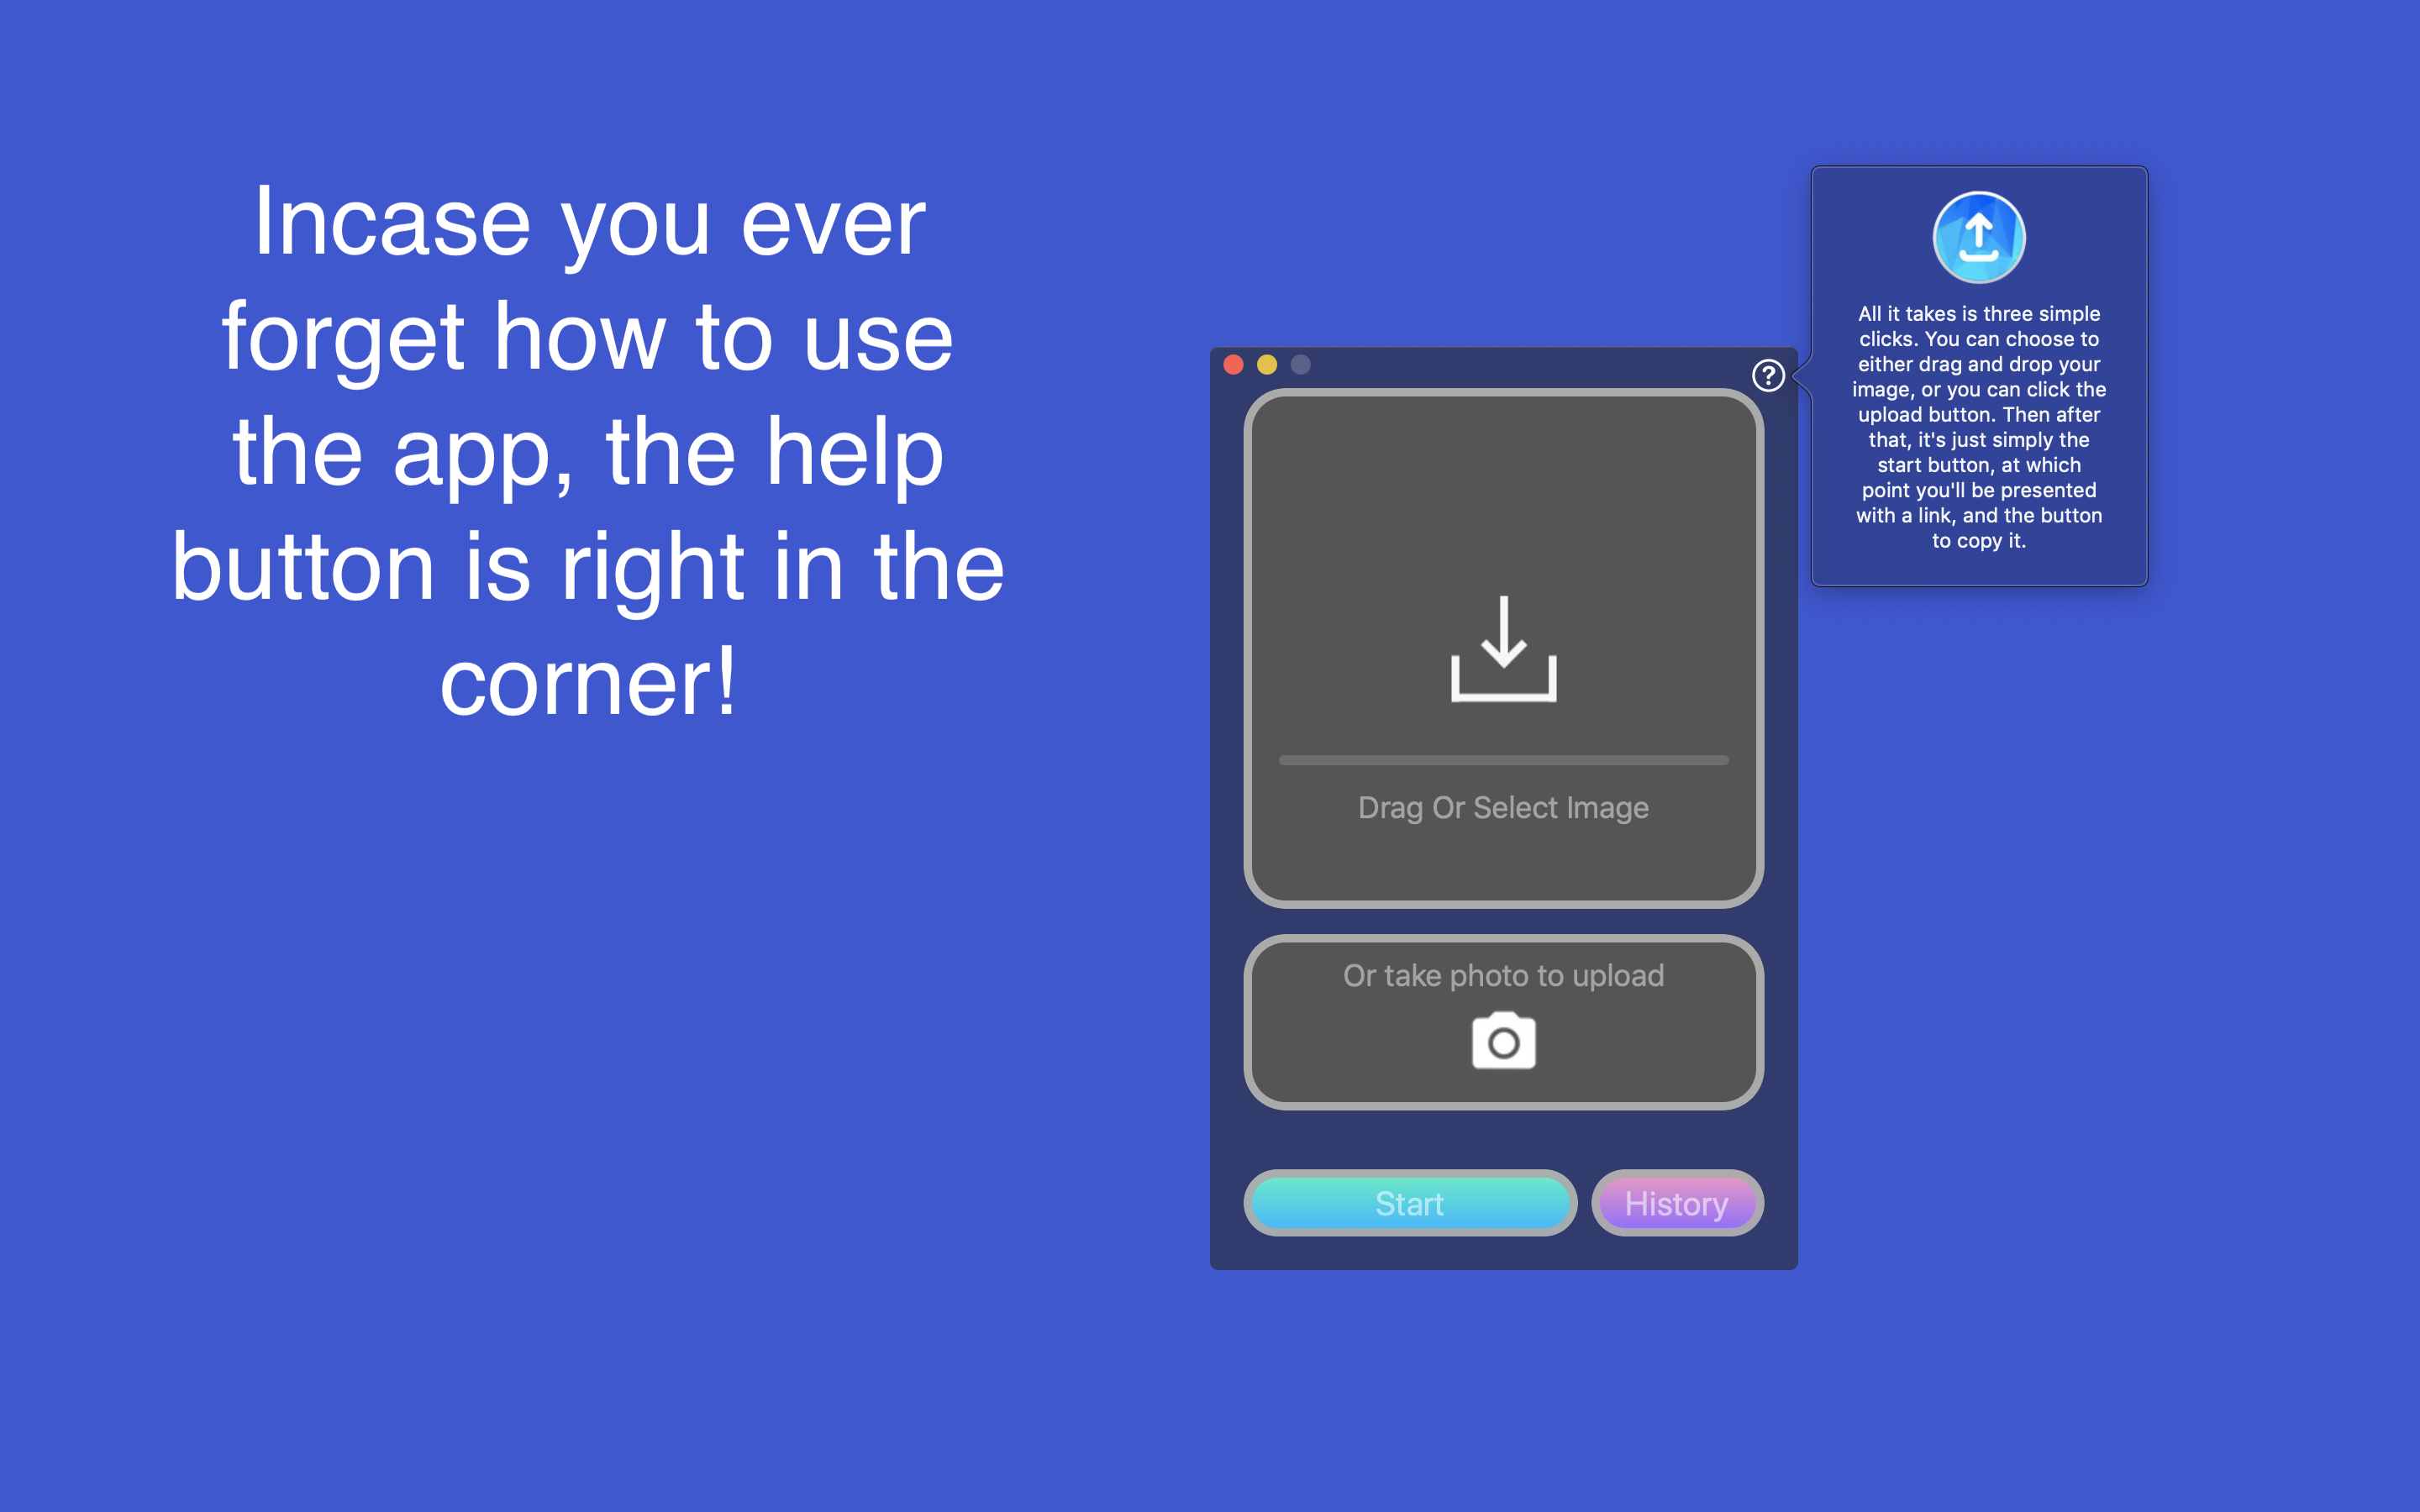 Incase you ever
forget how to use
the app, the help
button is right in the
corner!
?
All it takes is three simple
clicks. You can choose to
either drag and drop your
image, or you can click the
upload button. Then after
that, it's just simply the
start button, at which
point you'll be presented
with a link, and the button
to copy it.
Drag Or Select Image
Or take photo to upload
Start
History